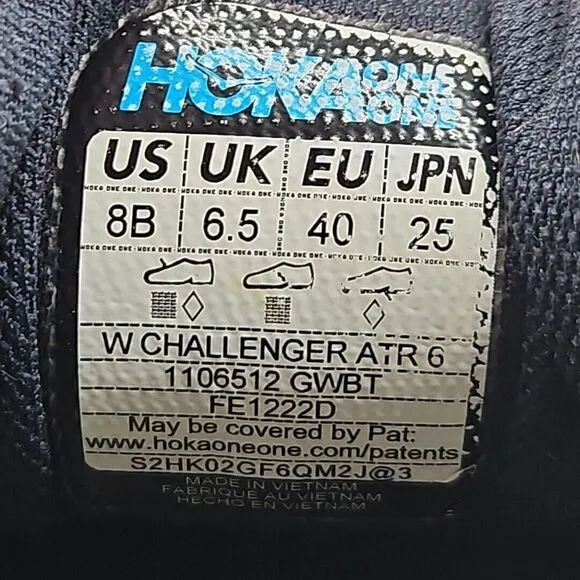 HOKA ONE ONE
US UK EU JPN
8B 6.5 40 25
W CHALLENGER ATR 6
1106512 GWBT
FE1222D
May be covered by Pat:
www.hokaoneone.com/patents
S2HK02GF6QM2J@3
MADE IN VIETNAM
FABRIQUE AU VIETNAM
HECHO EN VIETNAM